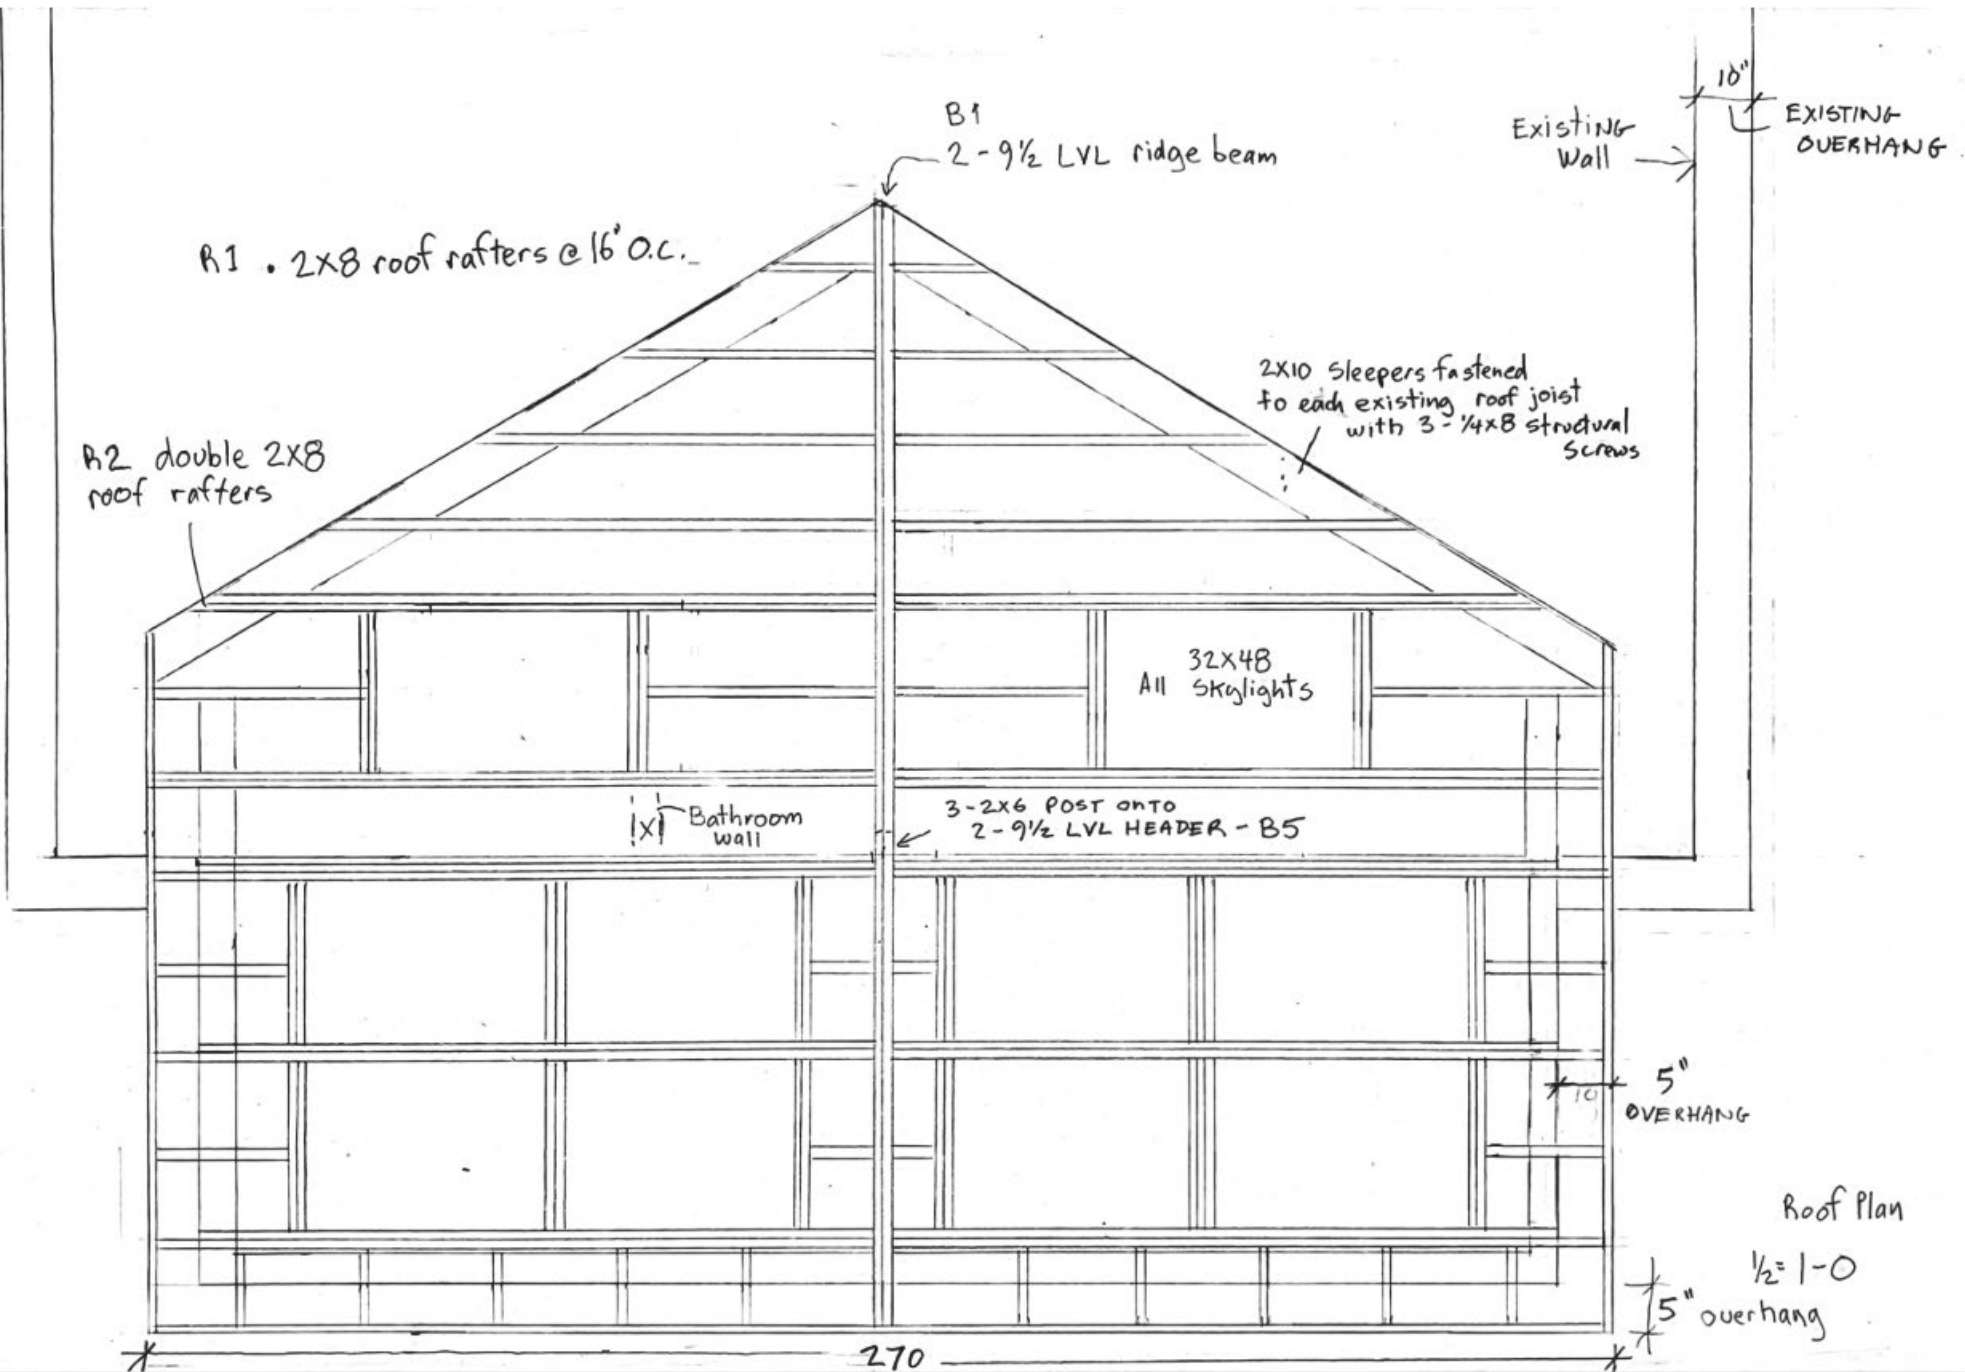 10"
EXISTING
OVERHANG
Existing
Wall
B1
2-9½ LVL ridge beam
R1 . 2X8 roof rafters @ 16" O.C.
2X10 Sleepers fastened
to each existing roof joist
with 3-¼x8 structural
Screws
R2 double 2X8
roof rafters
32X48
All Skylights
3-2X6 POST ONTO
2-9½ LVL HEADER - B5
X
Bathroom
wall
5"
10
OVERHANG
Roof Plan
½=1-0
5" overhang
270